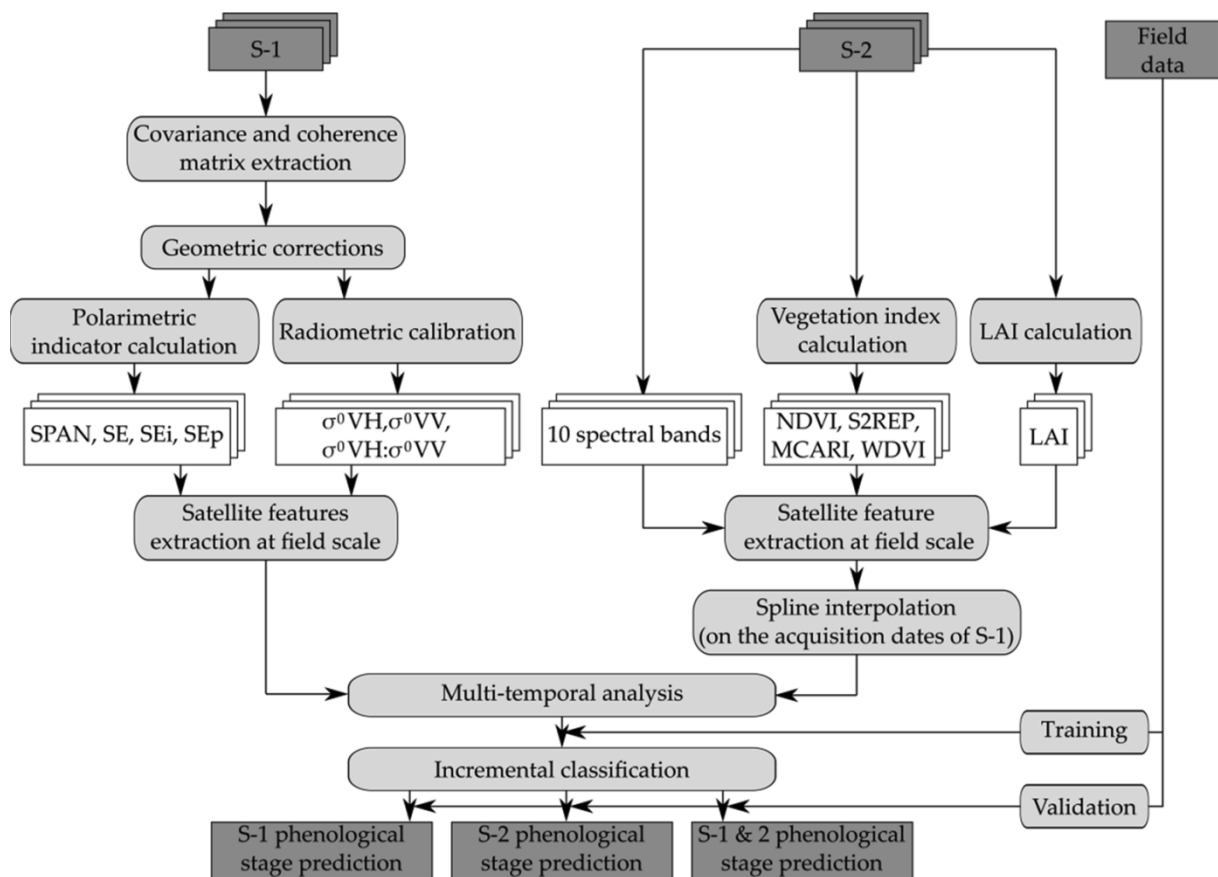 S-1
S-2
Field
data
Covariance and coherence
matrix extraction
Geometric corrections
Polarimetric
indicator calculation
Radiometric calibration
Vegetation index
calculation
LAI calculation
SPAN, SE, SEi, SEp
σ⁰VH,σ⁰VV,
σ⁰VH:σ⁰VV
10 spectral bands
NDVI, S2REP,
MCARI, WDVI
LAI
Satellite features
extraction at field scale
Satellite feature
extraction at field scale
Spline interpolation
(on the acquisition dates of S-1)
Multi-temporal analysis
Training
Incremental classification
Validation
S-1 phenological
stage prediction
S-2 phenological
stage prediction
S-1 & 2 phenological
stage prediction